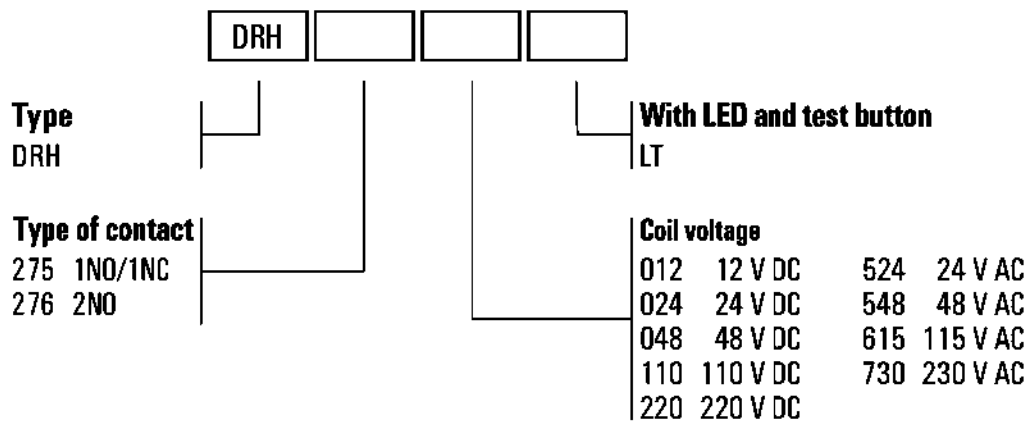 DRH
Type
DRH
With LED and test button
LT
Type of contact
275 1NO/1NC
276 2NO
Coil voltage
012 12 V DC 524 24 V AC
024 24 V DC 548 48 V AC
048 48 V DC 615 115 V AC
110 110 V DC 730 230 V AC
220 220 V DC